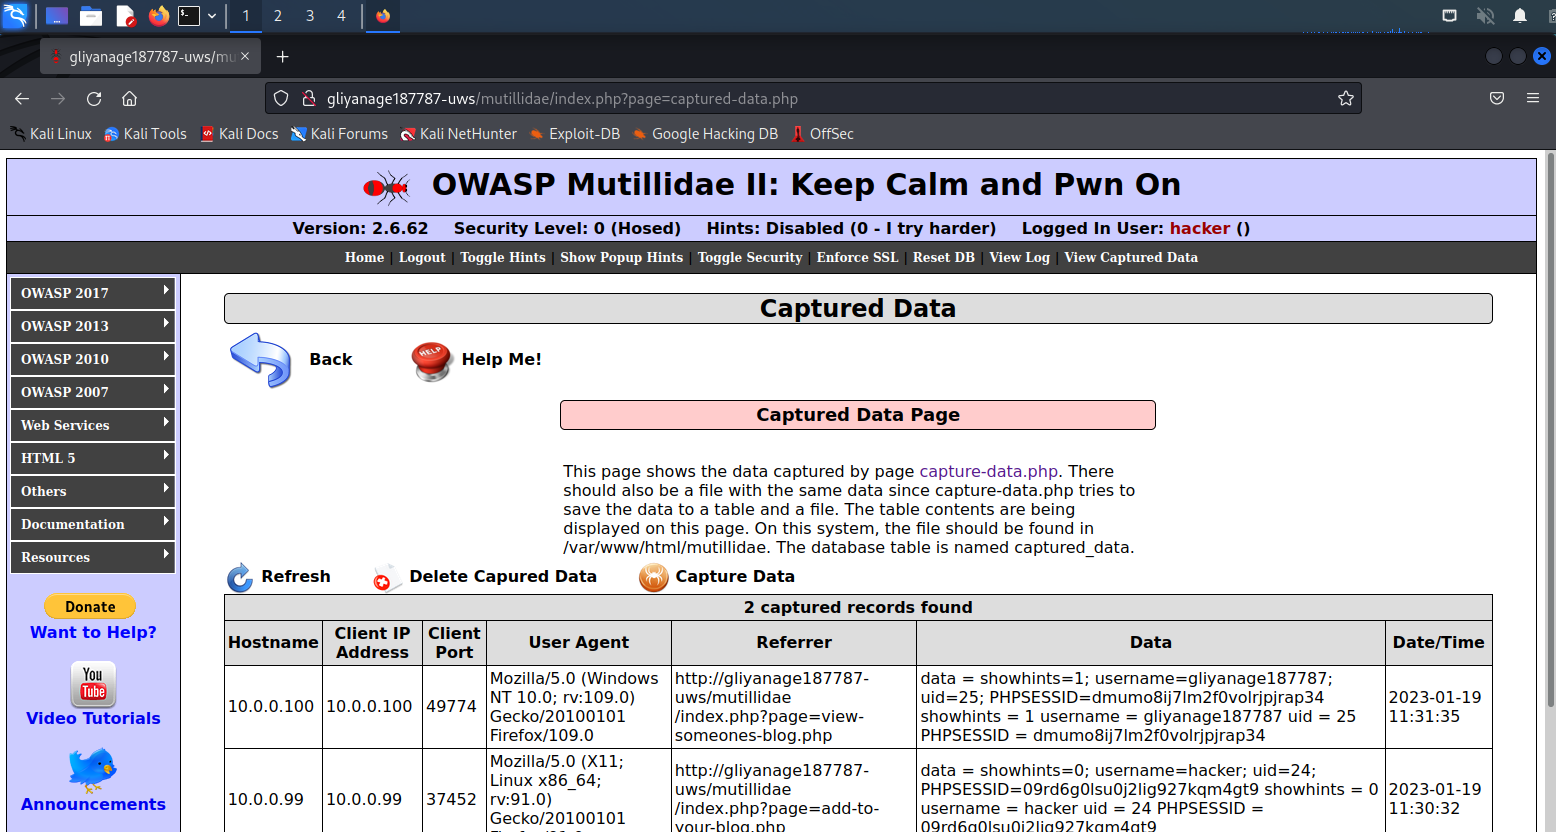 1 2 3 4
gliyanage187787-uws/mu
gliyanage187787-uws/mutillidae/index.php?page=captured-data.php
Kali Linux Kali Tools Kali Docs Kali Forums Kali NetHunter Exploit-DB Google Hacking DB OffSec
OWASP Mutillidae II: Keep Calm and Pwn On
Version: 2.6.62 Security Level: 0 (Hosed) Hints: Disabled (0 - I try harder) Logged In User: hacker ()
Home | Logout | Toggle Hints | Show Popup Hints | Toggle Security | Enforce SSL | Reset DB | View Log | View Captured Data
OWASP 2017
OWASP 2013
OWASP 2010
OWASP 2007
Web Services
HTML 5
Others
Documentation
Resources
Donate
Want to Help?
You
Tube
Video Tutorials
Announcements
Captured Data
Back
HELP
Help Me!
Captured Data Page
This page shows the data captured by page capture-data.php. There
should also be a file with the same data since capture-data.php tries to
save the data to a table and a file. The table contents are being
displayed on this page. On this system, the file should be found in
/var/www/html/mutillidae. The database table is named captured_data.
Refresh Delete Capured Data Capture Data
2 captured records found
Hostname
Client IP
Address
Client
Port
User Agent
Referrer
Data
Date/Time
10.0.0.100
10.0.0.100
49774
Mozilla/5.0 (Windows
NT 10.0; rv:109.0)
Gecko/20100101
Firefox/109.0
http://gliyanage187787-
uws/mutillidae
/index.php?page=view-
someones-blog.php
data = showhints=1; username=gliyanage187787;
uid=25; PHPSESSID=dmumo8ij7lm2f0volrjpjrap34
showhints = 1 username = gliyanage187787 uid = 25
PHPSESSID = dmumo8ij7lm2f0volrjpjrap34
2023-01-19
11:31:35
10.0.0.99
10.0.0.99
37452
Mozilla/5.0 (X11;
Linux x86_64;
rv:91.0)
Gecko/20100101
Firefox/91.0
http://gliyanage187787-
uws/mutillidae
/index.php?page=add-to-
your-blog.php
data = showhints=0; username=hacker; uid=24;
PHPSESSID=09rd6g0lsu0j2lig927kqm4gt9 showhints = 0
username = hacker uid = 24 PHPSESSID =
09rd6g0lsu0j2lig927kqm4gt9
2023-01-19
11:30:32